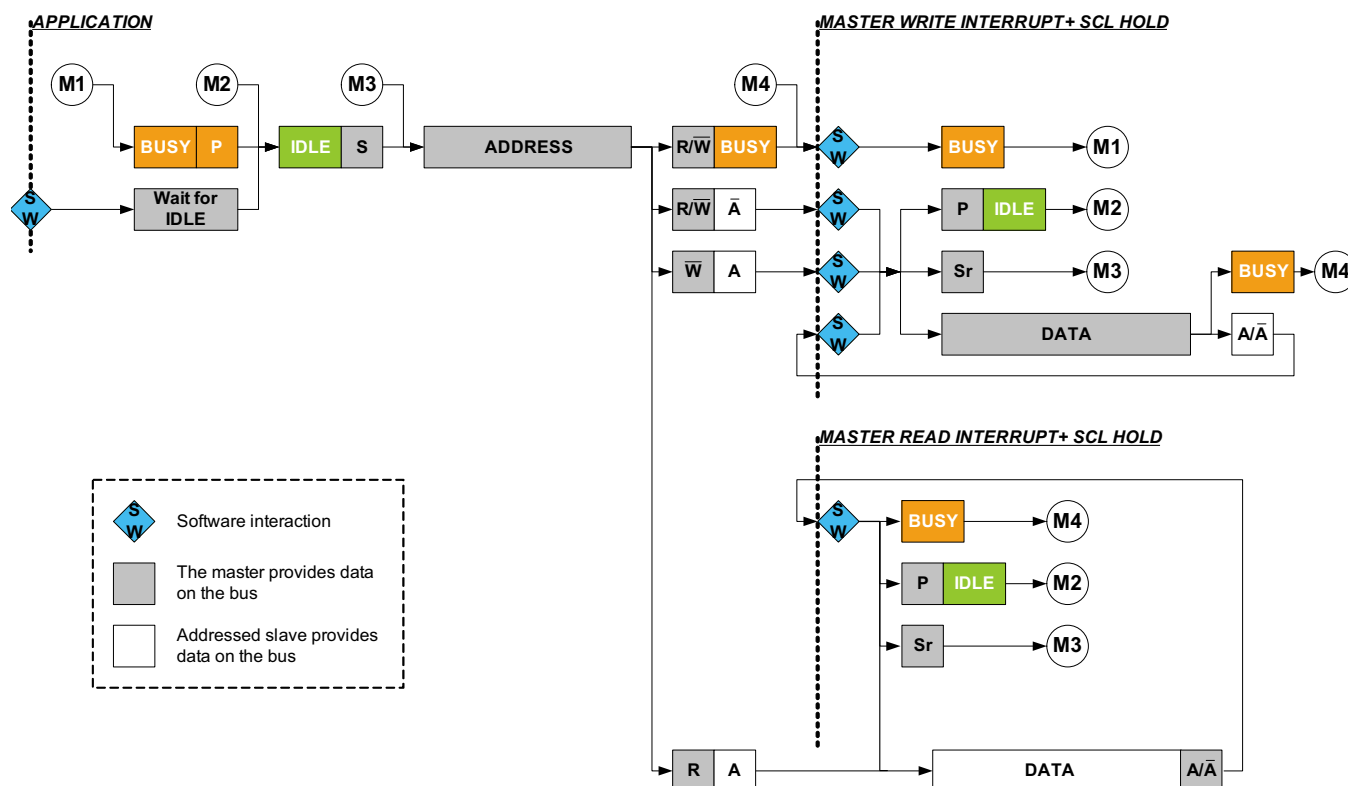 APPLICATION
MASTER WRITE INTERRUPT+ SCL HOLD
M1
M2
M3
M4
BUSY P
IDLE S
ADDRESS
R/W̅ BUSY
S
W
BUSY
M1
S
W
Wait for
IDLE
R/W̅ A̅
S
W
P IDLE
M2
W̅ A
S
W
Sr
M3
BUSY
M4
S
W
DATA
A/A̅
MASTER READ INTERRUPT+ SCL HOLD
S
W
Software interaction
The master provides data
on the bus
Addressed slave provides
data on the bus
S
W
BUSY
M4
P IDLE
M2
Sr
M3
R A
DATA A/A̅